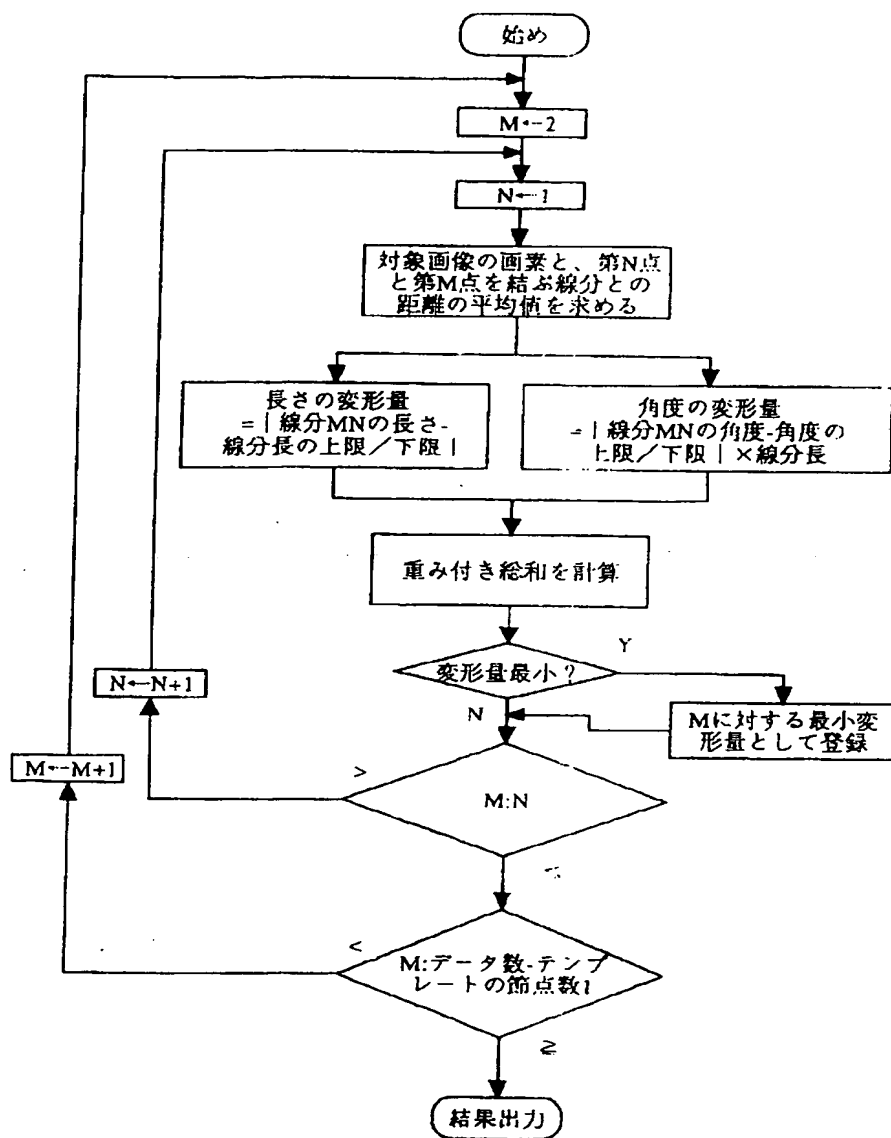 始め
M←2
N←1
対象画像の画素と、第N点
と第M点を結ぶ線分との
距離の平均値を求める
長さの変形量
=|線分MNの長さ-
線分長の上限/下限|
角度の変形量
=|線分MNの角度-角度の
上限/下限|×線分長
重み付き総和を計算
変形量最小?
Y
N
Mに対する最小変
形量として登録
N←N+1
M←M+1
>
M:N
<
M:データ数-テンプ
レートの節点数
≧
結果出力